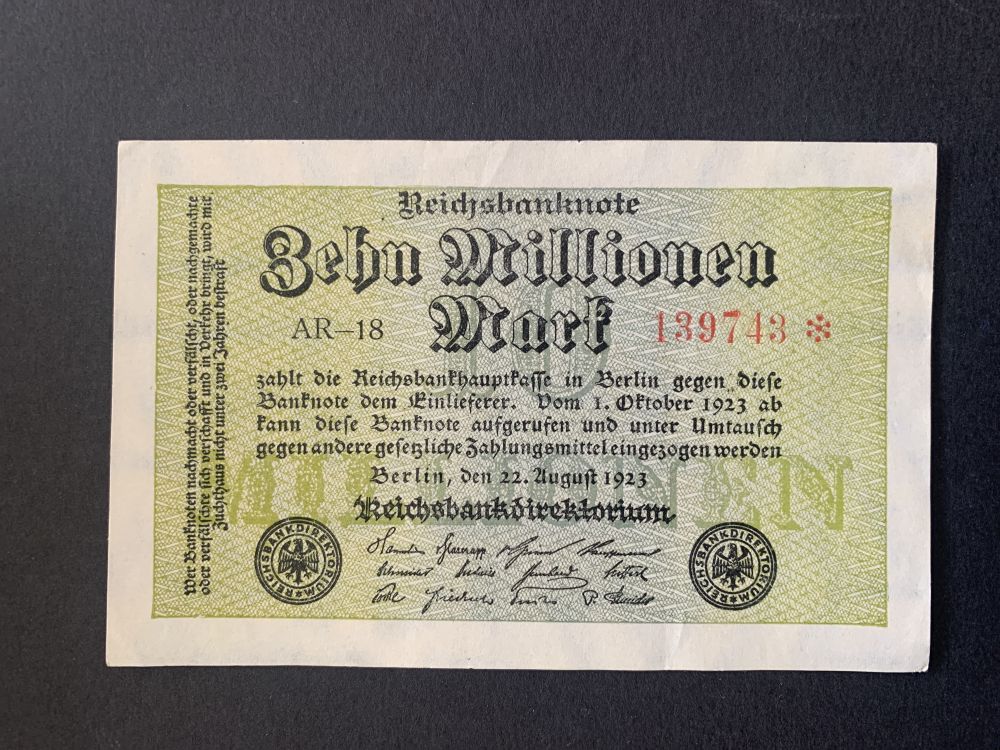 Reichsbanknote
Zehn Millionen
Mark
AR–18
139743 *
zahlt die Reichsbankhauptkasse in Berlin gegen diese
Banknote dem Einlieferer. Vom 1. Oktober 1923 ab
kann diese Banknote aufgerufen und unter Umtausch
gegen andere gesetzliche Zahlungsmittel eingezogen werden
Berlin, den 22. August 1923
Reichsbankdirektorium
REICHSBANKDIREKTORIUM
REICHSBANKDIREKTORIUM
Wer Banknoten nachmacht oder verfälscht, oder nachgemachte
oder verfälschte sich verschafft und in Verkehr bringt, wird mit
Zuchthaus nicht unter zwei Jahren bestraft